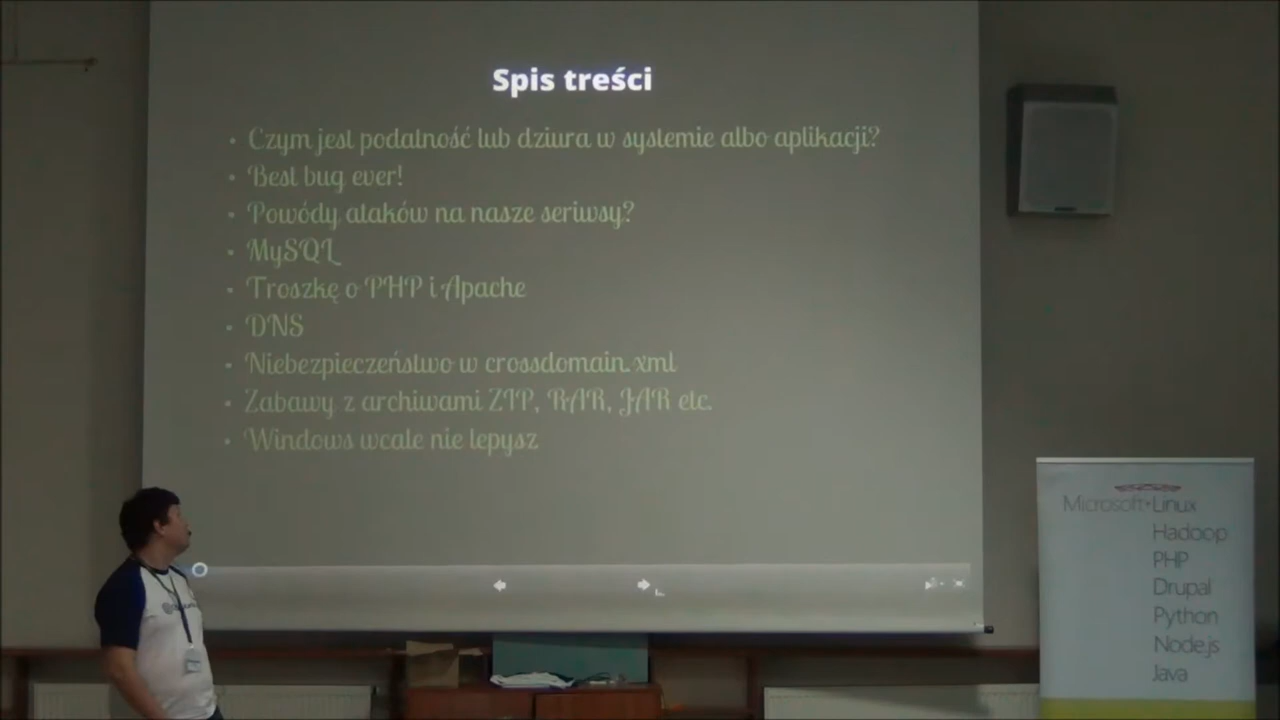 Spis treści
• Czym jest podatność lub dziura w systemie albo aplikacji?
• Best bug ever!
• Powódy ataków na nasze seriwsy?
• MySQL
• Troszkę o PHP i Apache
• DNS
• Niebezpieczeństwo w crossdomain.xml
• Zabawy z archiwami ZIP, RAR, JAR etc.
• Windows wcale nie lepysz
Microsoft+Linux
Hadoop
PHP
Drupal
Python
Node.js
Java